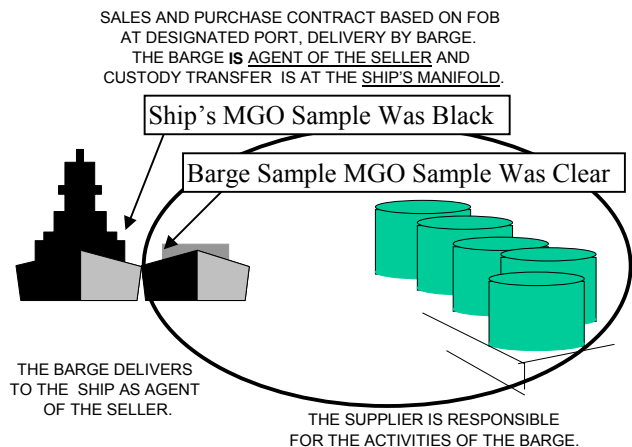 SALES AND PURCHASE CONTRACT BASED ON FOB
AT DESIGNATED PORT, DELIVERY BY BARGE.
THE BARGE IS AGENT OF THE SELLER AND
CUSTODY TRANSFER IS AT THE SHIP'S MANIFOLD.
Ship's MGO Sample Was Black
Barge Sample MGO Sample Was Clear
THE BARGE DELIVERS
TO THE SHIP AS AGENT
OF THE SELLER.
THE SUPPLIER IS RESPONSIBLE
FOR THE ACTIVITIES OF THE BARGE.